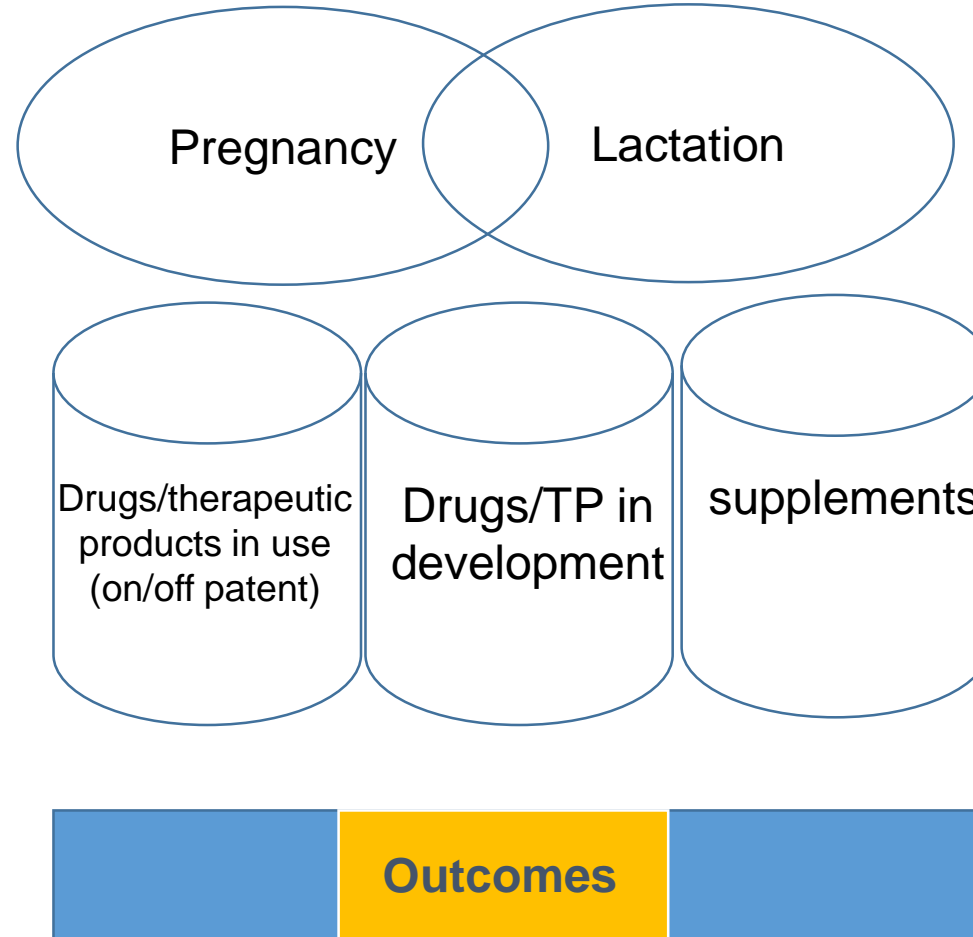 Pregnancy
Lactation
Drugs/therapeutic
products in use
(on/off patent)
Drugs/TP in
development
supplements
Outcomes